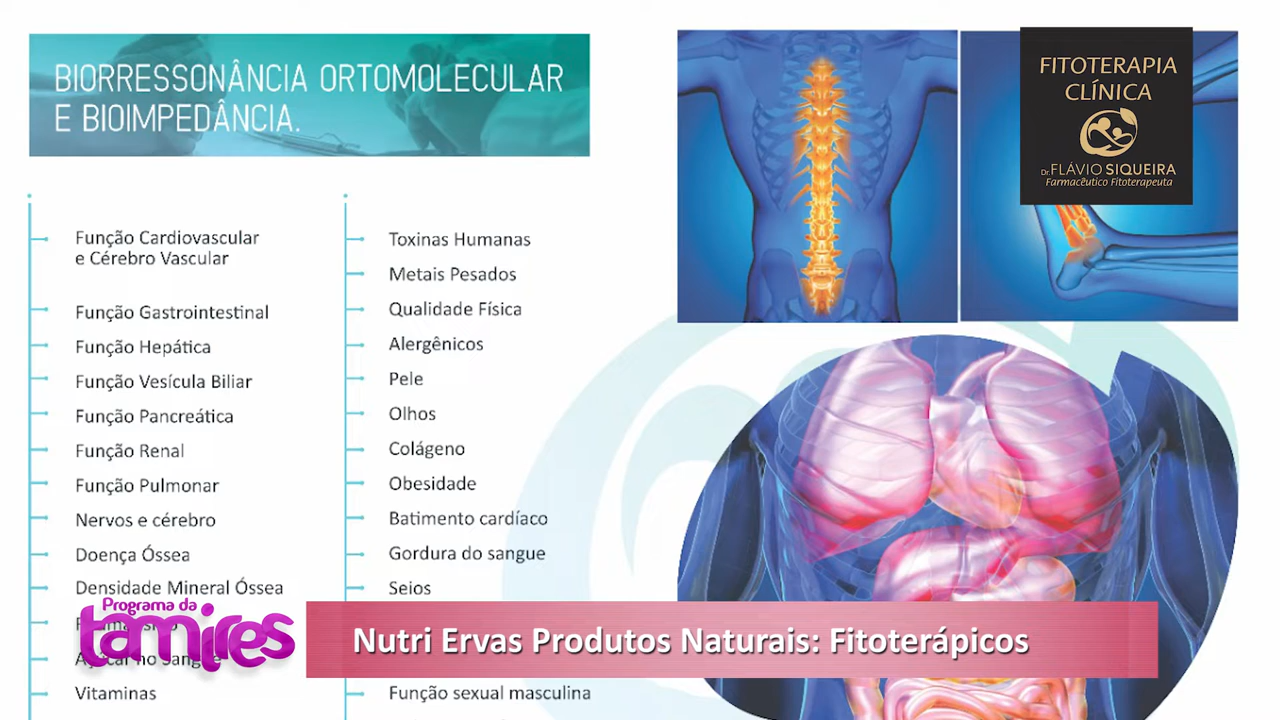 BIORRESSONÂNCIA ORTOMOLECULAR
E BIOIMPEDÂNCIA.
FITOTERAPIA
CLÍNICA
Dr. FLÁVIO SIQUEIRA
Farmacêutico Fitoterapeuta
Função Cardiovascular
e Cérebro Vascular
Função Gastrointestinal
Função Hepática
Função Vesícula Biliar
Função Pancreática
Função Renal
Função Pulmonar
Nervos e cérebro
Doença Óssea
Densidade Mineral Óssea
Açúcar no Sangue
Vitaminas
Toxinas Humanas
Metais Pesados
Qualidade Física
Alergênicos
Pele
Olhos
Colágeno
Obesidade
Batimento cardíaco
Gordura do sangue
Seios
Função sexual masculina
Programa da
tamires
Nutri Ervas Produtos Naturais: Fitoterápicos